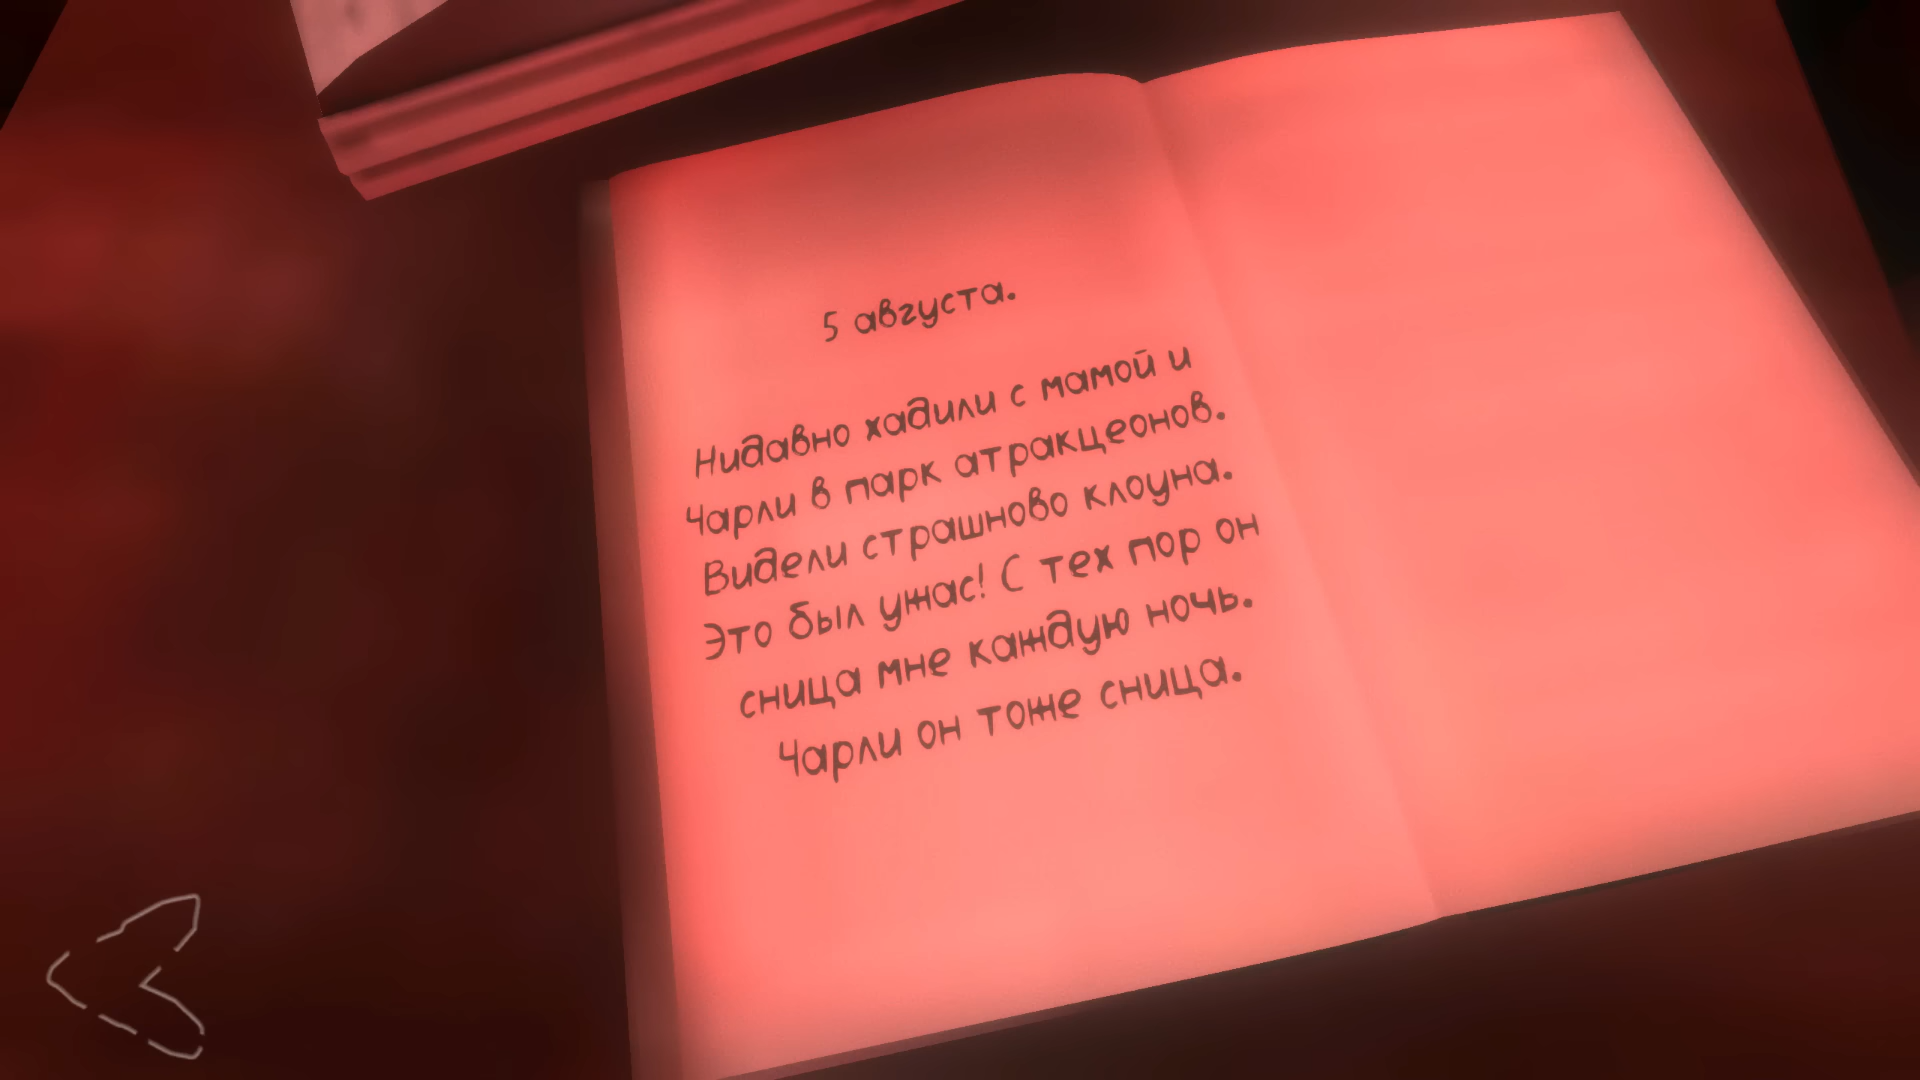 5 августа.
Нидавно хадили с мамой и
Чарли в парк атракцеонов.
Видели страшново клоуна.
Это был ужас! С тех пор он
сница мне каждую ночь.
Чарли он тоже сница.